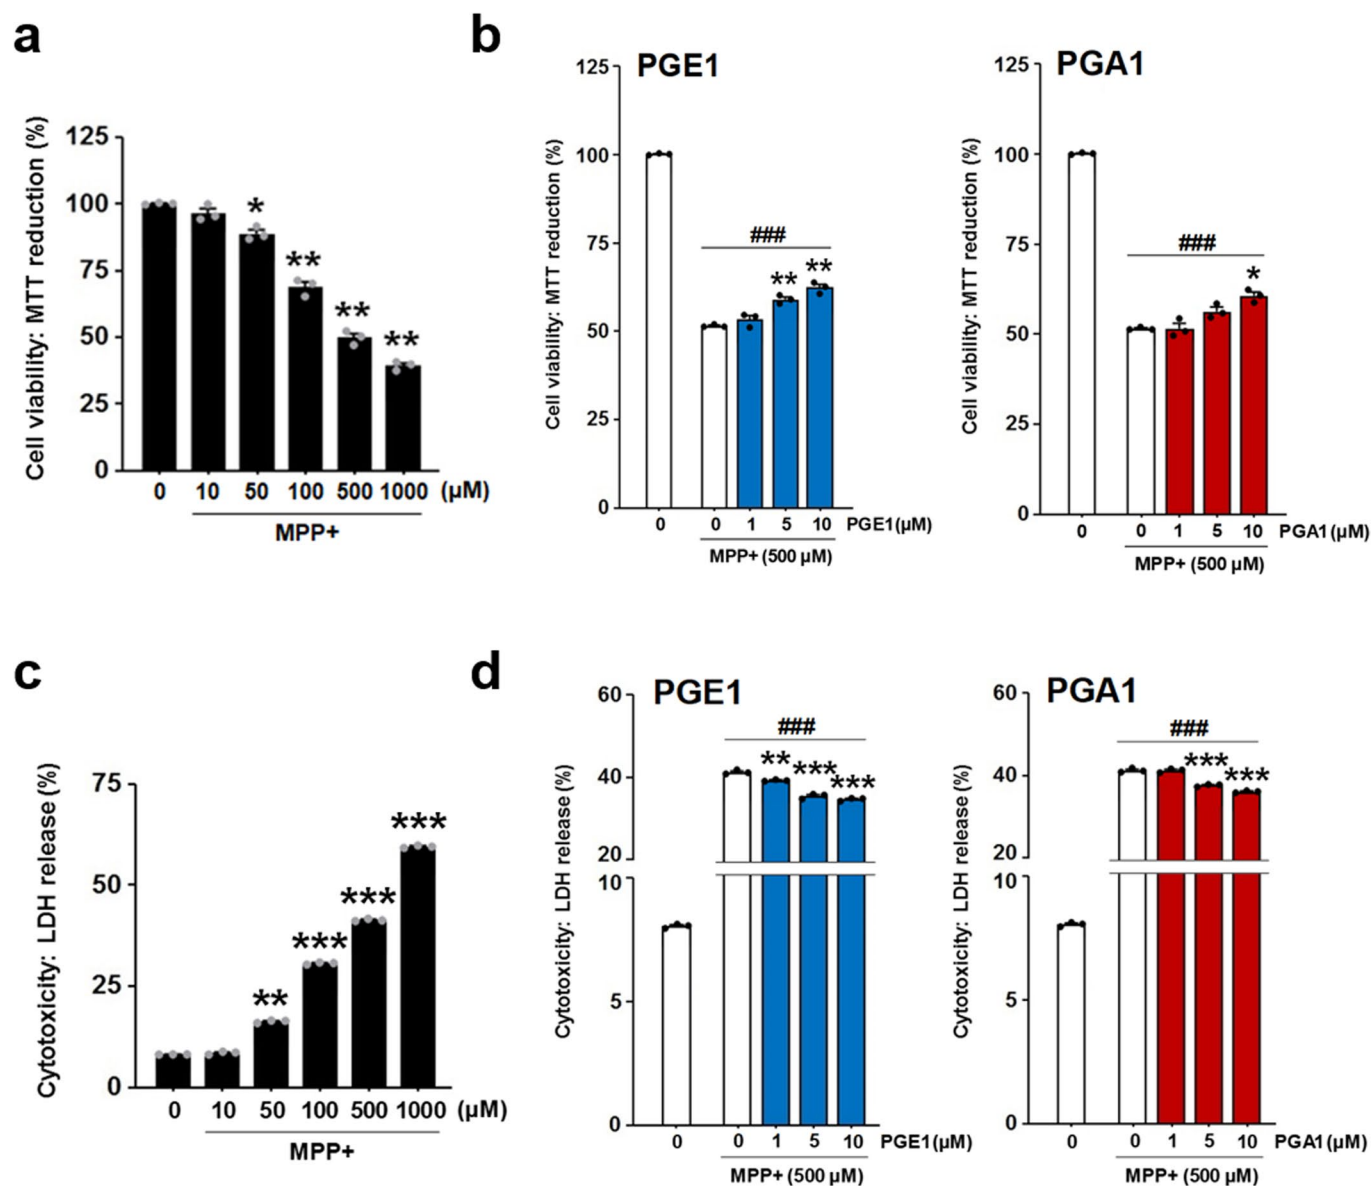 a
Cell viability: MTT reduction (%)
125
100
75
50
25
0
*
**
**
**
0 10 50 100 500 1000 (µM)
MPP+
b
PGE1
Cell viability: MTT reduction (%)
125
100
75
50
25
0
###
** **
0 0 1 5 10 PGE1(µM)
MPP+ (500 µM)
PGA1
Cell viability: MTT reduction (%)
125
100
75
50
25
0
###
*
0 0 1 5 10 PGA1(µM)
MPP+ (500 µM)
c
Cytotoxicity: LDH release (%)
75
50
25
0
**
***
***
***
0 10 50 100 500 1000 (µM)
MPP+
d
PGE1
Cytotoxicity: LDH release (%)
60
40
20
10
5
0
###
** *** ***
0 0 1 5 10 PGE1(µM)
MPP+ (500 µM)
PGA1
Cytotoxicity: LDH release (%)
60
40
20
10
5
0
###
*** ***
0 0 1 5 10 PGA1(µM)
MPP+ (500 µM)